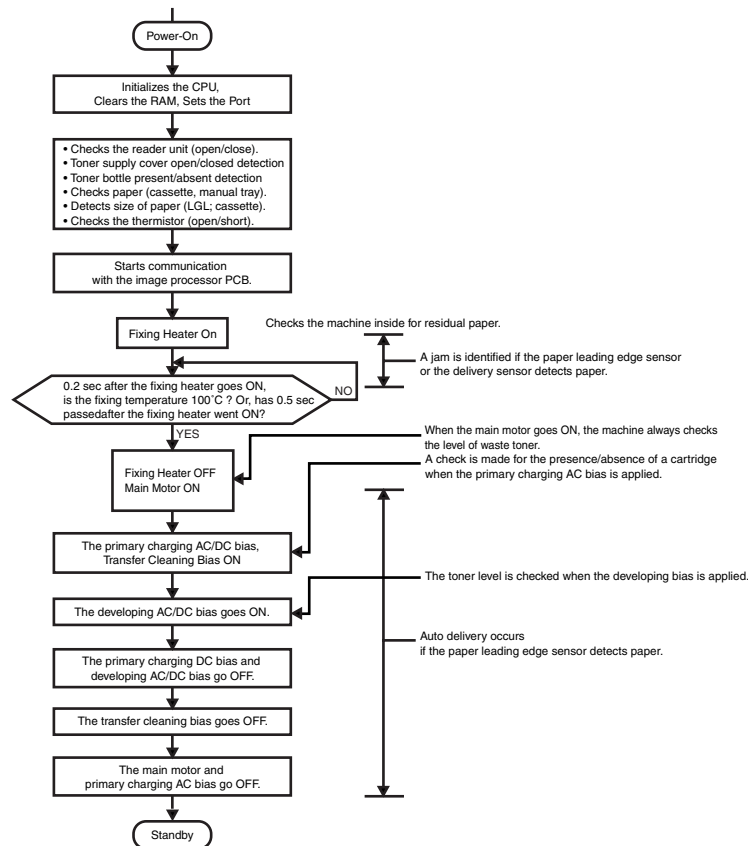 Power-On
Initializes the CPU,
Clears the RAM, Sets the Port
• Checks the reader unit (open/close).
• Toner supply cover open/closed detection
• Toner bottle present/absent detection
• Checks paper (cassette, manual tray).
• Detects size of paper (LGL; cassette).
• Checks the thermistor (open/short).
Starts communication
with the image processor PCB.
Fixing Heater On
Checks the machine inside for residual paper.
A jam is identified if the paper leading edge sensor
or the delivery sensor detects paper.
0.2 sec after the fixing heater goes ON,
is the fixing temperature 100˚C ? Or, has 0.5 sec
passedafter the fixing heater went ON?
NO
YES
When the main motor goes ON, the machine always checks
the level of waste toner.
A check is made for the presence/absence of a cartridge
when the primary charging AC bias is applied.
Fixing Heater OFF
Main Motor ON
The primary charging AC/DC bias,
Transfer Cleaning Bias ON
The toner level is checked when the developing bias is applied.
The developing AC/DC bias goes ON.
Auto delivery occurs
if the paper leading edge sensor detects paper.
The primary charging DC bias and
developing AC/DC bias go OFF.
The transfer cleaning bias goes OFF.
The main motor and
primary charging AC bias go OFF.
Standby